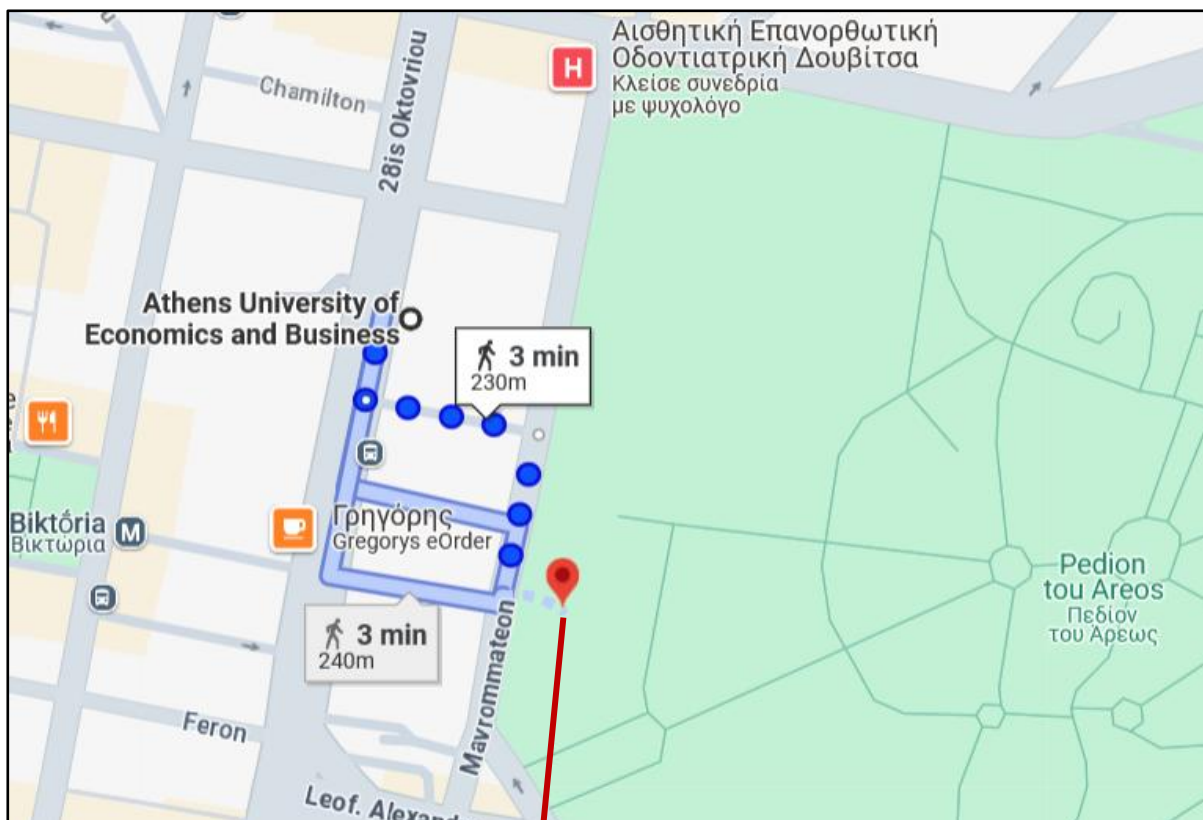 Αισθητική Επανορθωτική
Οδοντιατρική Δουβίτσα
Κλείσε συνεδρία
με ψυχολόγο
H
Chamilton
28is Oktovriou
Athens University of
Economics and Business
3 min
230m
Γρηγόρης
Gregorys eOrder
Biktória
Βικτώρια
M
Pedion
tou Areos
Πεδίον
του Άρεως
3 min
240m
Mavrommateon
Feron
Leof.